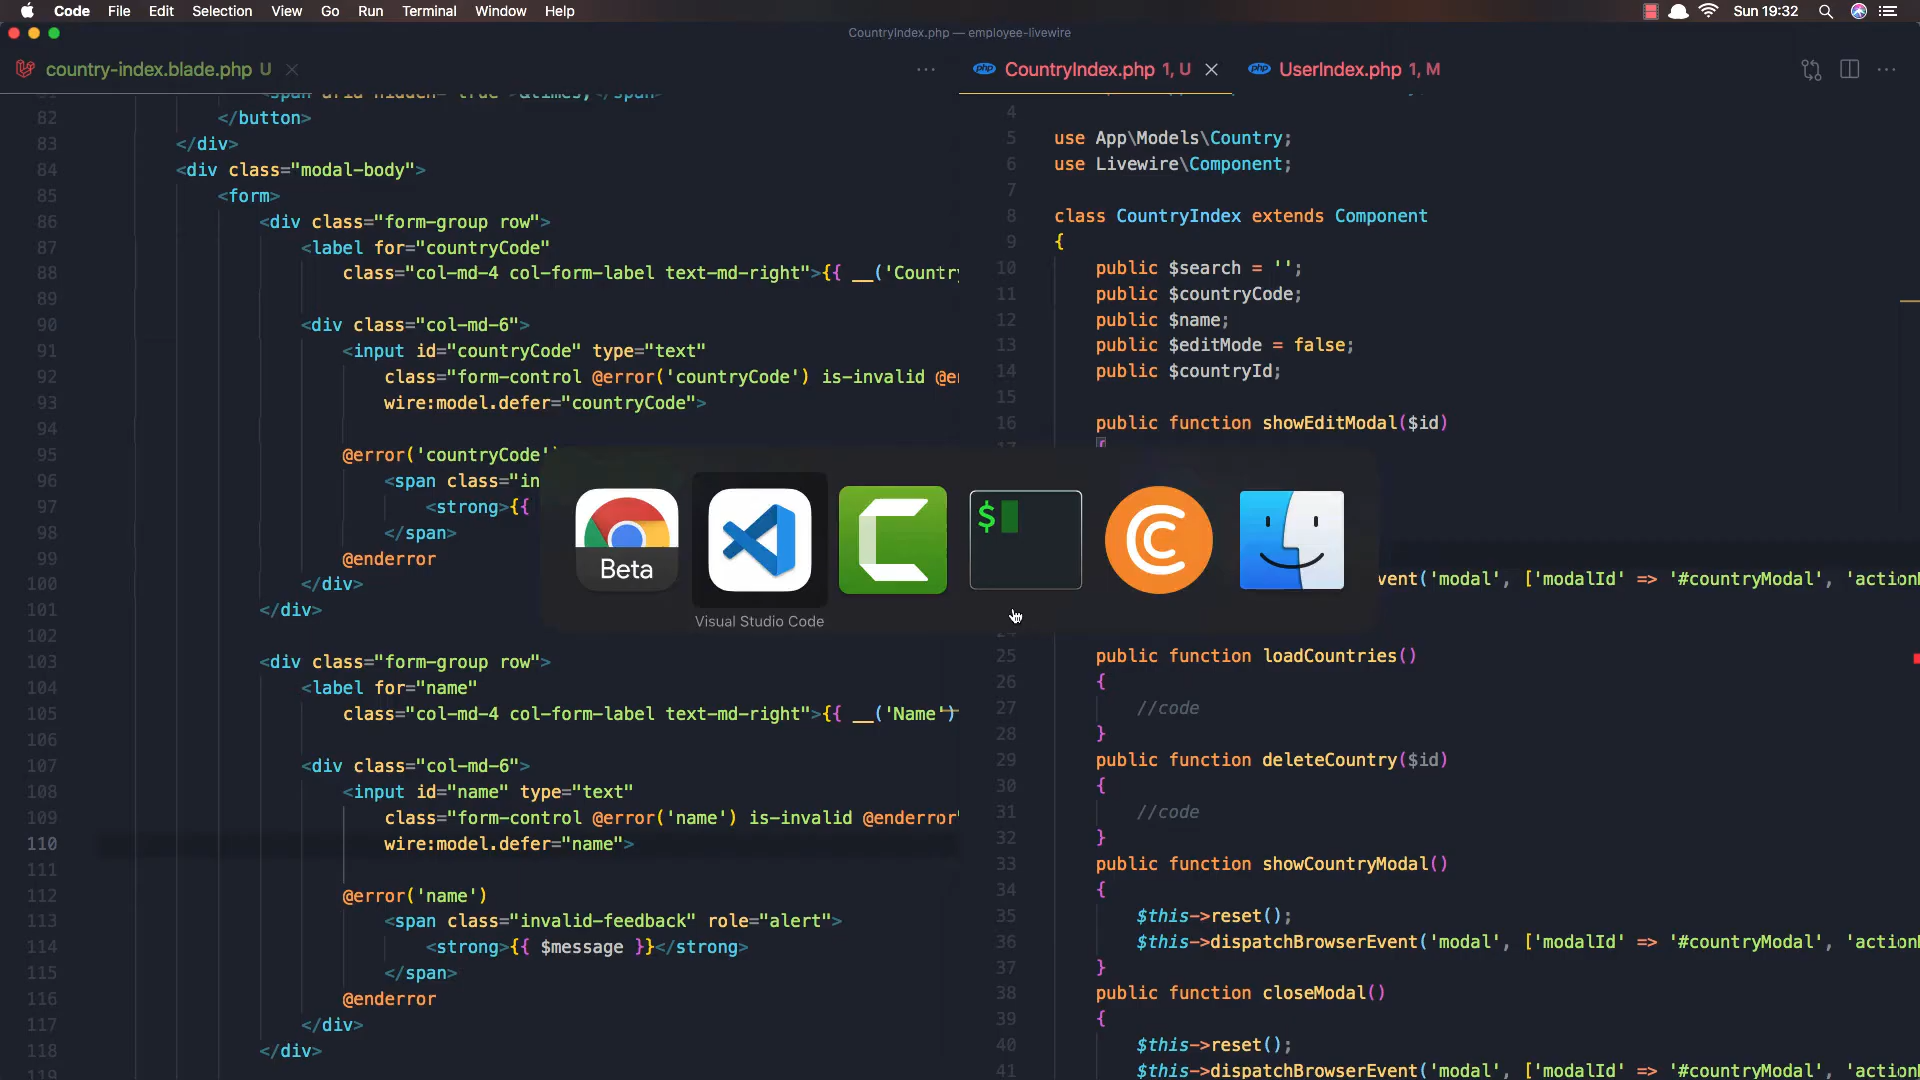 Code File Edit Selection View Go Run Terminal Window Help
Sun 19:32
CountryIndex.php — employee-livewire
country-index.blade.php U
CountryIndex.php 1, U
UserIndex.php 1, M
82 </button>
83 </div>
84 <div class="modal-body">
85 <form>
86 <div class="form-group row">
87 <label for="countryCode"
88 class="col-md-4 col-form-label text-md-right">{{ __('Country
89
90 <div class="col-md-6">
91 <input id="countryCode" type="text"
92 class="form-control @error('countryCode') is-invalid
93 wire:model.defer="countryCode">
94
95 @error('countryCode'
96 <span class="in
97 <strong>{{
98 </span>
99 @enderror
100 </div>
101 </div>
102
103 <div class="form-group row">
104 <label for="name"
105 class="col-md-4 col-form-label text-md-right">{{ __('Name')
106
107 <div class="col-md-6">
108 <input id="name" type="text"
109 class="form-control @error('name') is-invalid @enderror"
110 wire:model.defer="name">
111
112 @error('name')
113 <span class="invalid-feedback" role="alert">
114 <strong>{{ $message }}</strong>
115 </span>
116 @enderror
117 </div>
118 </div>
119
4
5 use App\Models\Country;
6 use Livewire\Component;
7
8 class CountryIndex extends Component
9 {
10 public $search = '';
11 public $countryCode;
12 public $name;
13 public $editMode = false;
14 public $countryId;
15
16 public function showEditModal($id)
17 {
vent('modal', ['modalId' => '#countryModal', 'action
24
25 public function loadCountries()
26 {
27 //code
28 }
29 public function deleteCountry($id)
30 {
31 //code
32 }
33 public function showCountryModal()
34 {
35 $this->reset();
36 $this->dispatchBrowserEvent('modal', ['modalId' => '#countryModal', 'action
37 }
38 public function closeModal()
39 {
40 $this->reset();
41 $this->dispatchBrowserEvent('modal', ['modalId' => '#countryModal', 'action
Beta
$
Visual Studio Code